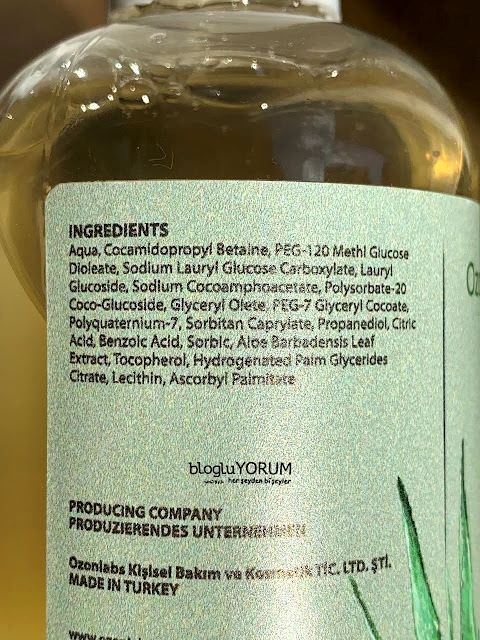 INGREDIENTS
Aqua, Cocamidopropyl Betaine, PEG-120 Methl Glucose
Dioleate, Sodium Lauryl Glucose Carboxylate, Lauryl
Glucoside, Sodium Cocoamphoacetate, Polysorbate-20
Coco-Glucoside, Glyceryl Olete, PEG-7 Glyceryl Cocoate,
Polyquaternium-7, Sorbitan Caprylate, Propanediol, Citric
Acid, Benzoic Acid, Sorbic, Aloe Barbadensis Leaf
Extract, Tocopherol, Hydrogenated Palm Glycerides
Citrate, Lecithin, Ascorbyl Palmitate
blogluYORUM
her şeyden bi'şeyler
PRODUCING COMPANY
PRODUZIERENDES UNTERNEHMEN
Ozonlabs Kişisel Bakım ve Kozmetik TİC. LTD. ŞTİ.
MADE IN TURKEY